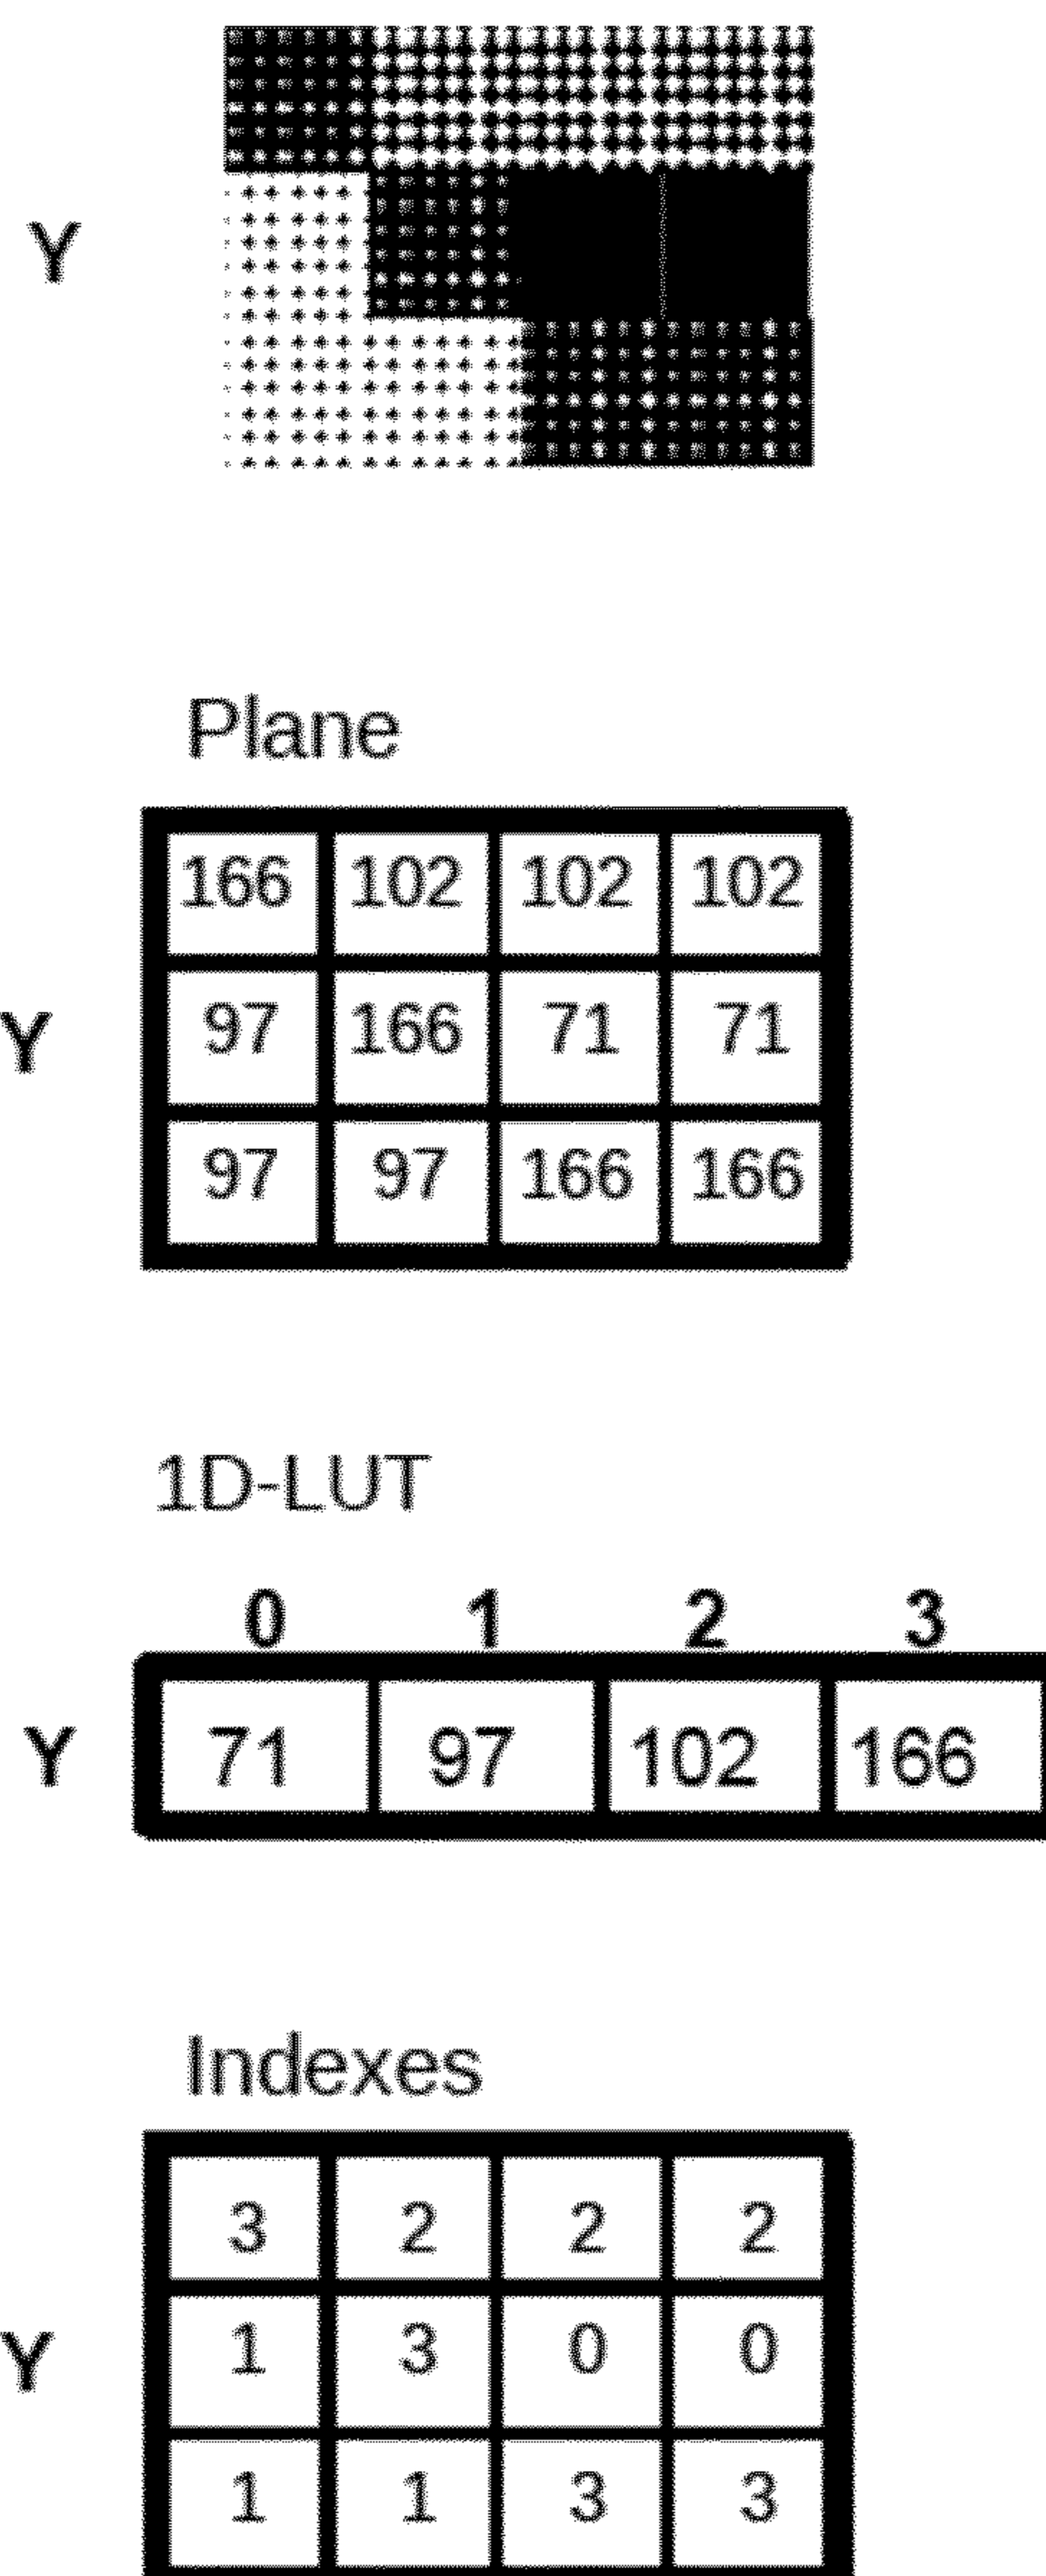 Y
Plane
166 102 102 102
Y 97 166 71 71
97 97 166 166
1D-LUT
0 1 2 3
Y 71 97 102 166
Indexes
3 2 2 2
Y 1 3 0 0
1 1 3 3